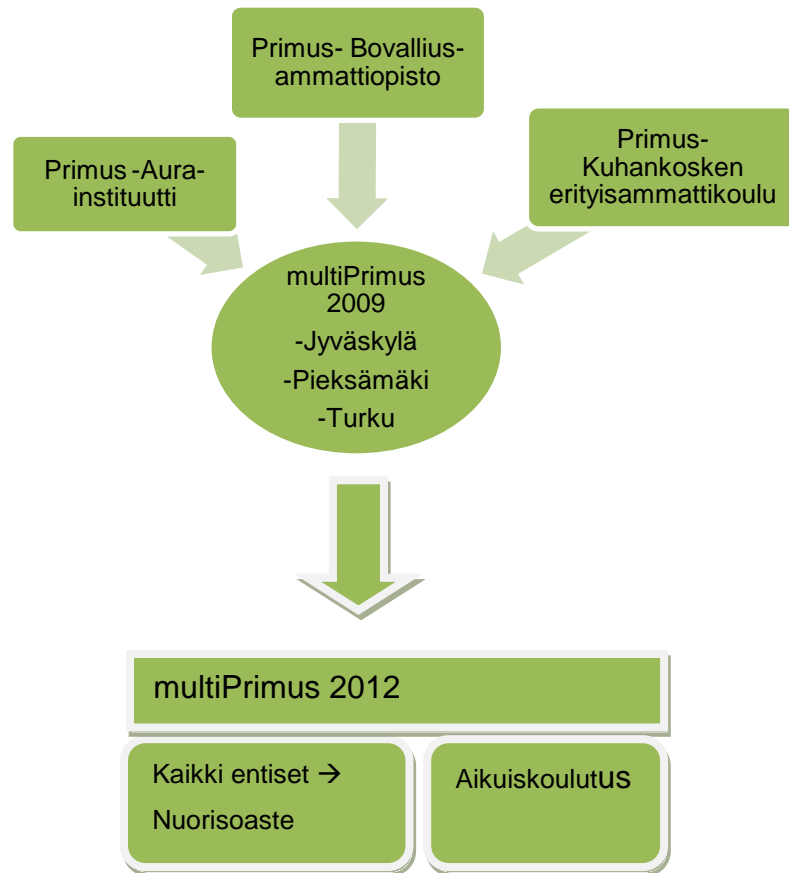 Primus- Bovallius-
ammattiopisto
Primus -Aura-
instituutti
Primus-
Kuhankosken
erityisammattikoulu
multiPrimus
2009
-Jyväskylä
-Pieksämäki
-Turku
multiPrimus 2012
Kaikki entiset →
Nuorisoaste
Aikuiskoulutus